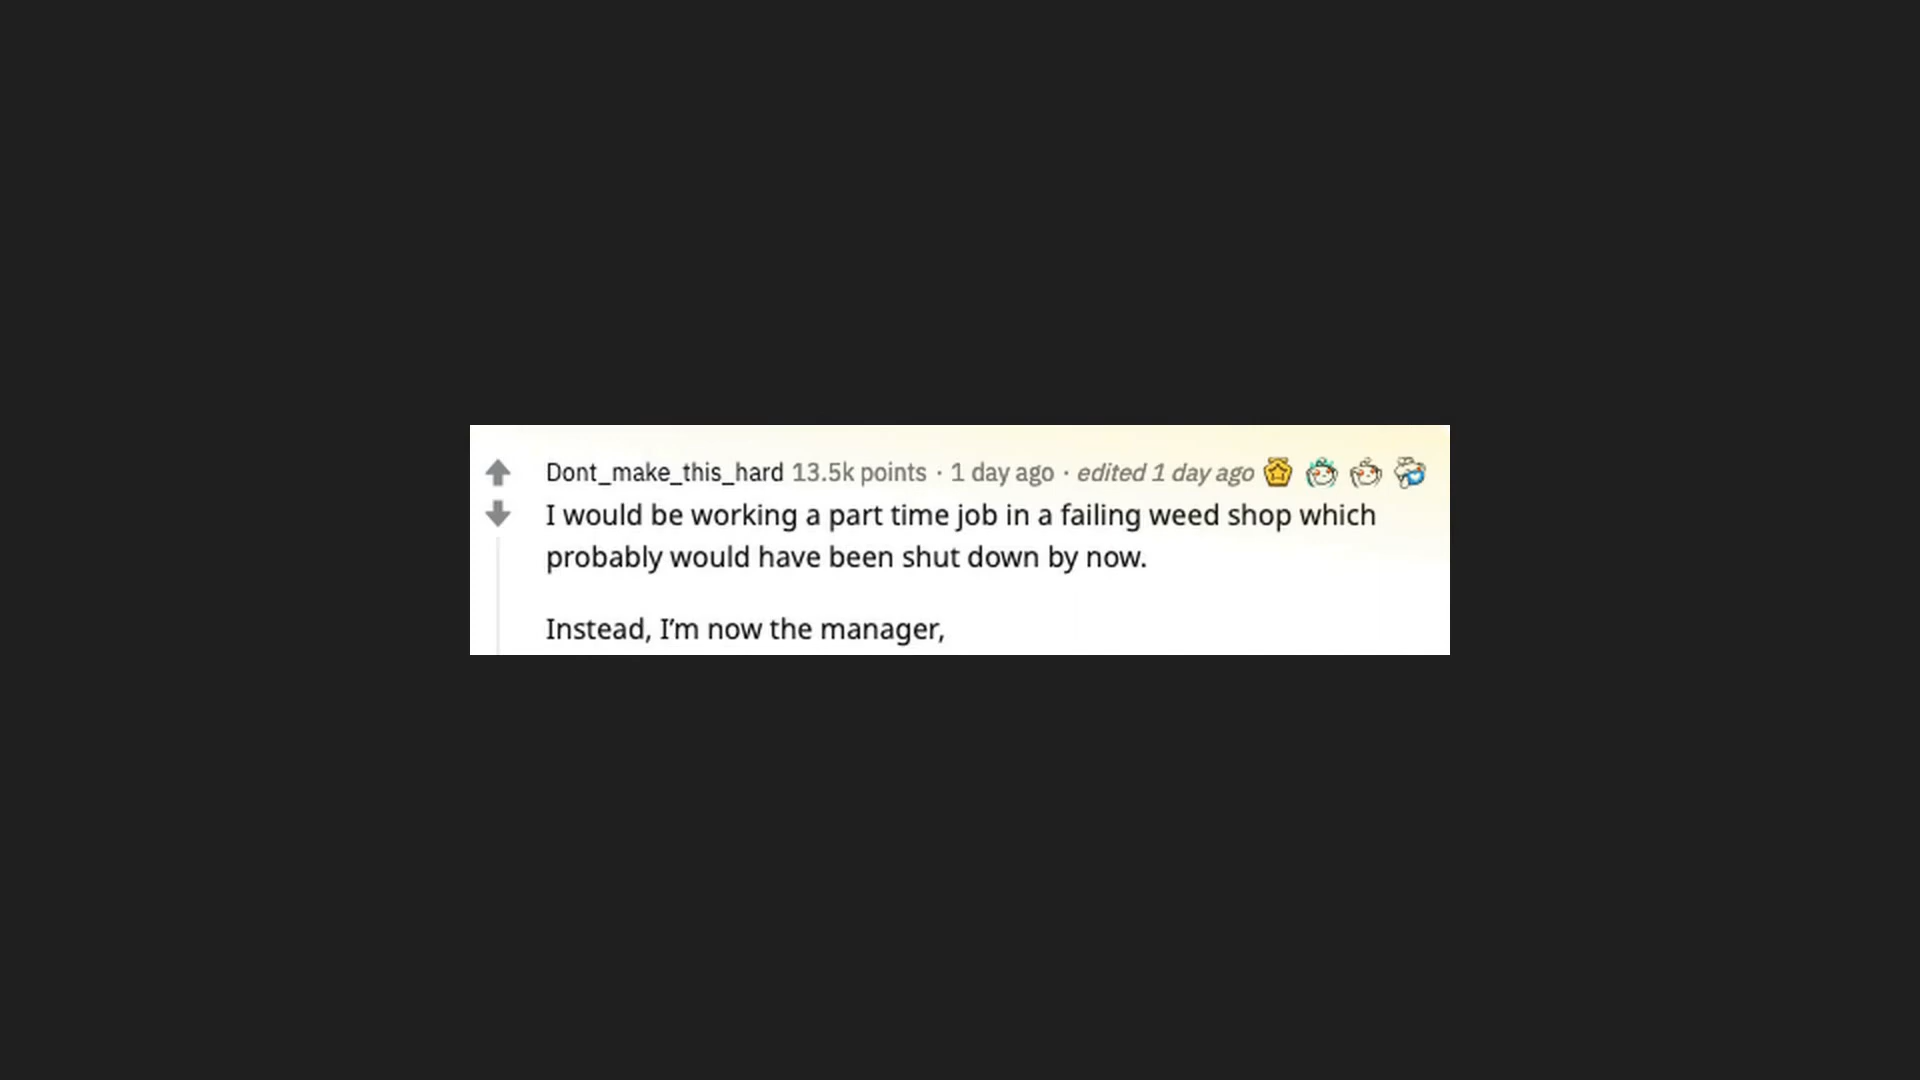 Dont_make_this_hard 13.5k points · 1 day ago · edited 1 day ago
I would be working a part time job in a failing weed shop which
probably would have been shut down by now.
Instead, I’m now the manager,